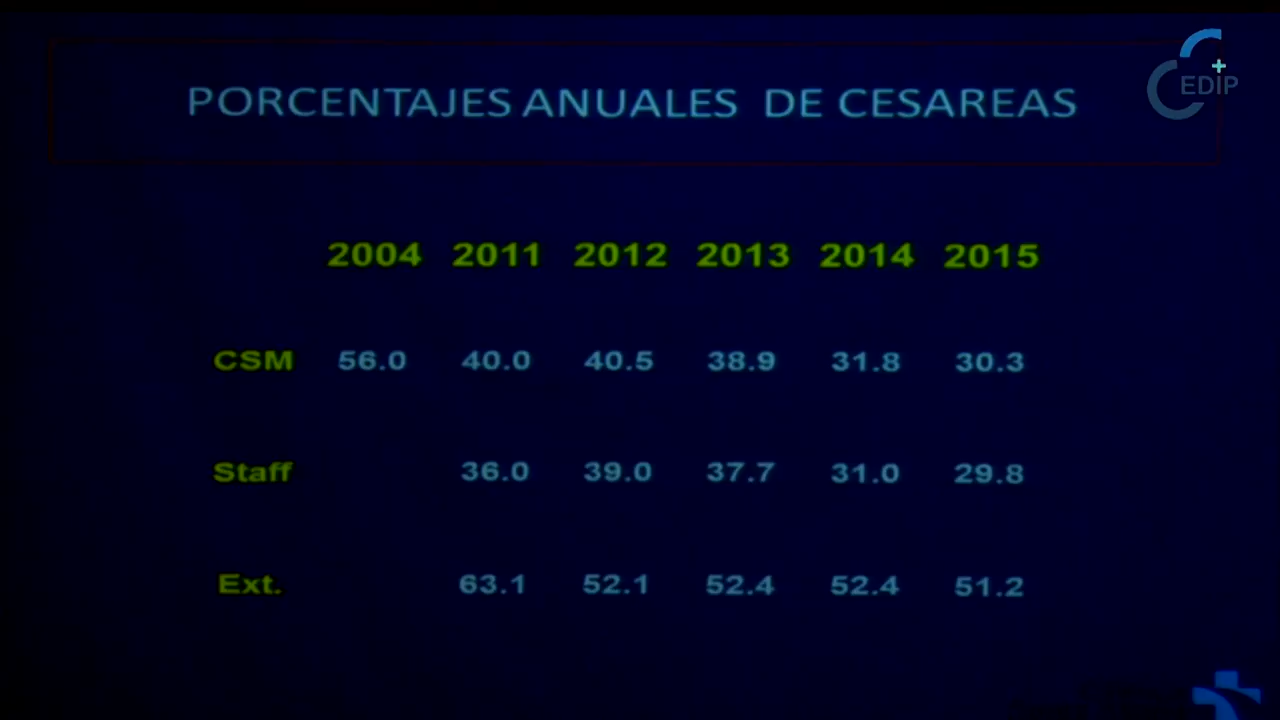 EDIP
PORCENTAJES ANUALES DE CESAREAS
2004 2011 2012 2013 2014 2015
CSM 56.0 40.0 40.5 38.9 31.8 30.3
Staff 36.0 39.0 37.7 31.0 29.8
Ext. 63.1 52.1 52.4 52.4 51.2